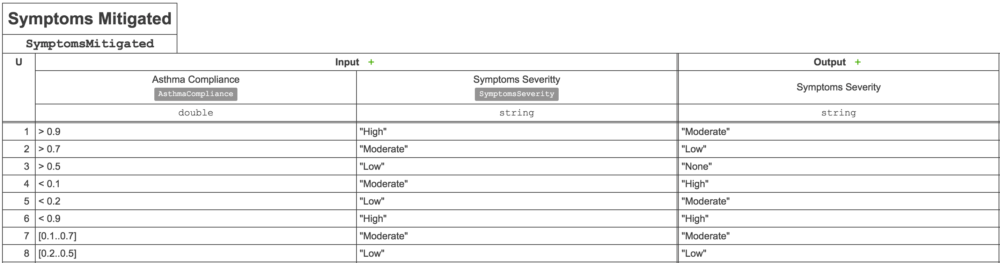 Symptoms Mitigated
SymptomsMitigated
U Input + Output +
Asthma Compliance Symptoms Severitty Symptoms Severity
AsthmaCompliance SymptomsSeverity
double string string
1 > 0.9 "High" "Moderate"
2 > 0.7 "Moderate" "Low"
3 > 0.5 "Low" "None"
4 < 0.1 "Moderate" "High"
5 < 0.2 "Low" "Moderate"
6 < 0.9 "High" "High"
7 [0.1..0.7] "Moderate" "Moderate"
8 [0.2..0.5] "Low" "Low"